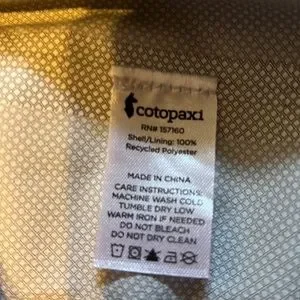 cotopaxi
RN# 157160
Shell/Lining: 100%
Recycled Polyester
MADE IN CHINA
CARE INSTRUCTIONS:
MACHINE WASH COLD
TUMBLE DRY LOW
WARM IRON IF NEEDED
DO NOT BLEACH
DO NOT DRY CLEAN